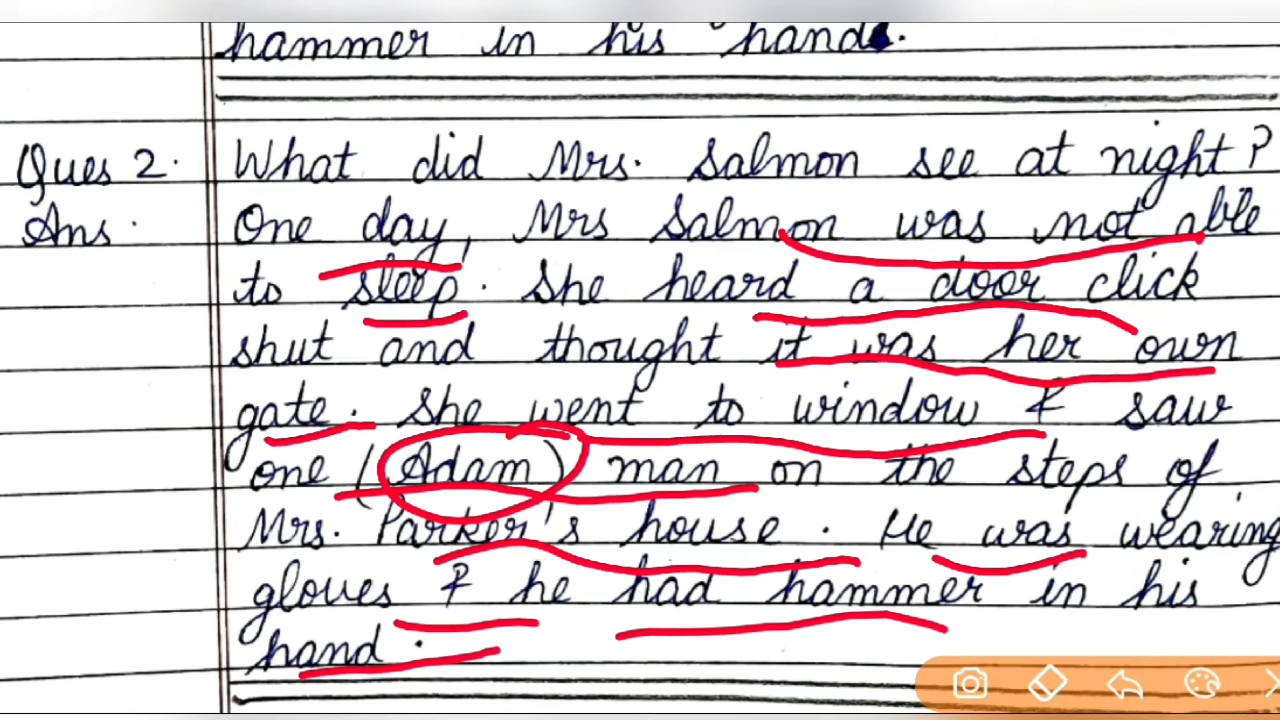 hammer in his hand.
Ques 2. What did Mrs. Salmon see at night?
Ans. One day, Mrs Salmon was not able
to sleep. She heard a door click
shut and thought it was her own
gate. She went to window & saw
one (Adam) man on the steps of
Mrs. Parker's house. He was wearing
gloves & he had hammer in his
hand.